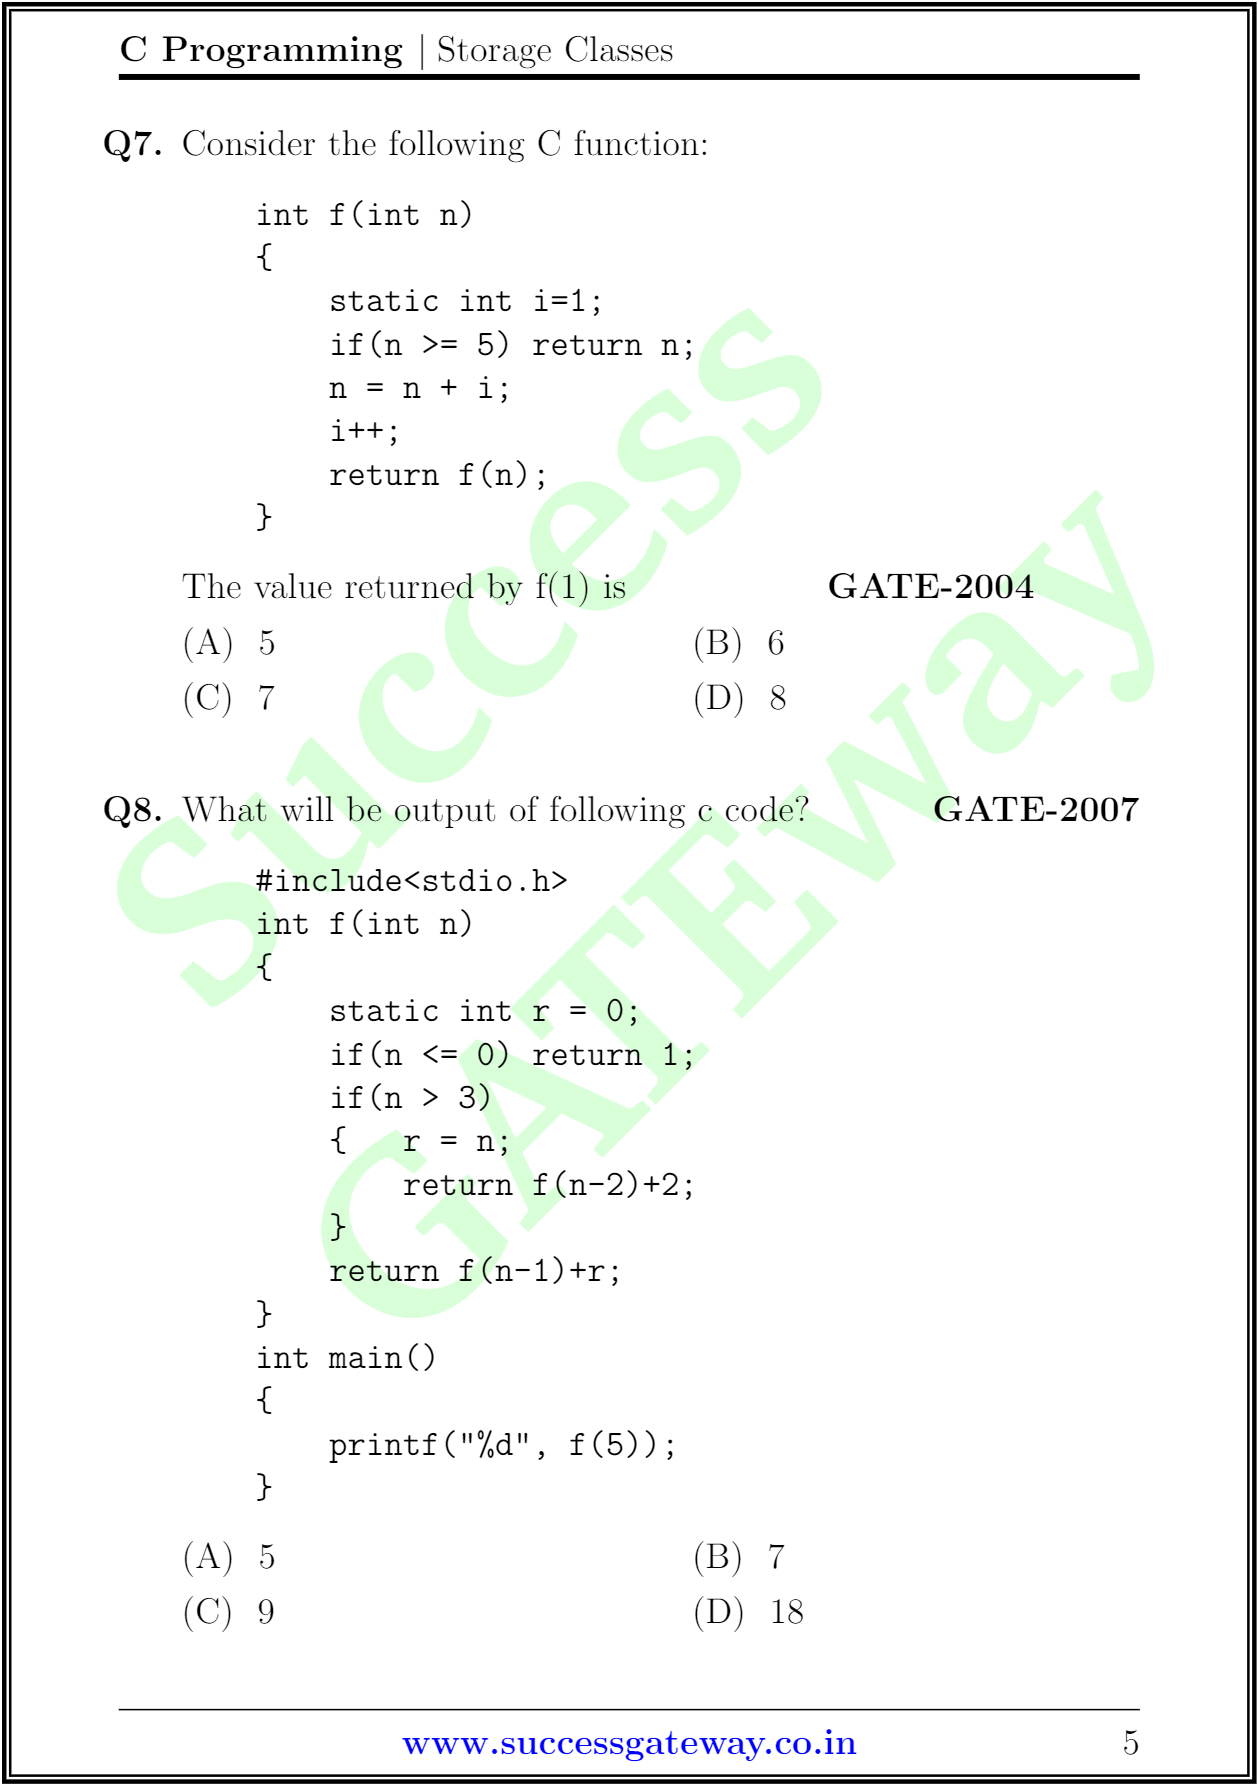 C Programming | Storage Classes
Q7. Consider the following C function:
int f(int n)
{
    static int i=1;
    if(n >= 5) return n;
    n = n + i;
    i++;
    return f(n);
}
The value returned by f(1) is GATE-2004
(A) 5 (B) 6
(C) 7 (D) 8
Q8. What will be output of following c code? GATE-2007
#include<stdio.h>
int f(int n)
{
    static int r = 0;
    if(n <= 0) return 1;
    if(n > 3)
    {   r = n;
        return f(n-2)+2;
    }
    return f(n-1)+r;
}
int main()
{
    printf("%d", f(5));
}
(A) 5 (B) 7
(C) 9 (D) 18
www.successgateway.co.in 5
Success
GATEway